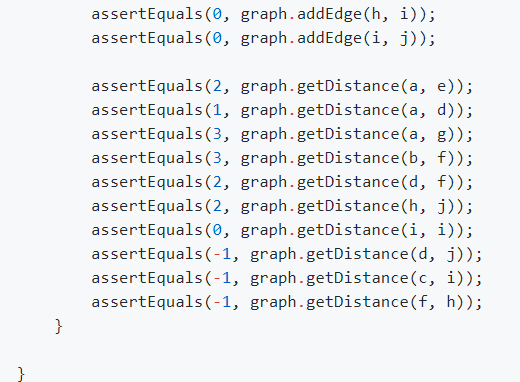 assertEquals(0, graph.addEdge(h, i));
assertEquals(0, graph.addEdge(i, j));
assertEquals(2, graph.getDistance(a, e));
assertEquals(1, graph.getDistance(a, d));
assertEquals(3, graph.getDistance(a, g));
assertEquals(3, graph.getDistance(b, f));
assertEquals(2, graph.getDistance(d, f));
assertEquals(2, graph.getDistance(h, j));
assertEquals(0, graph.getDistance(i, i));
assertEquals(-1, graph.getDistance(d, j));
assertEquals(-1, graph.getDistance(c, i));
assertEquals(-1, graph.getDistance(f, h));
}
}